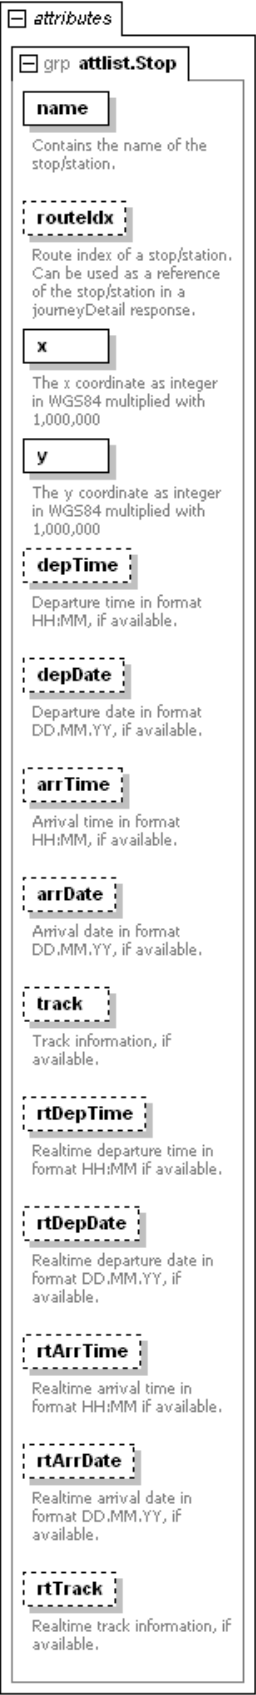 attributes
grp attlist.Stop
name
Contains the name of the
stop/station.
routeIdx
Route index of a stop/station.
Can be used as a reference
of the stop/station in a
journeyDetail response.
x
The x coordinate as integer
in WGS84 multiplied with
1,000,000
y
The y coordinate as integer
in WGS84 multiplied with
1,000,000
depTime
Departure time in format
HH:MM, if available.
depDate
Departure date in format
DD.MM.YY, if available.
arrTime
Arrival time in format
HH:MM, if available.
arrDate
Arrival date in format
DD.MM.YY, if available.
track
Track information, if
available.
rtDepTime
Realtime departure time in
format HH:MM if available.
rtDepDate
Realtime departure date in
format DD.MM.YY, if
available.
rtArrTime
Realtime arrival time in
format HH:MM if available.
rtArrDate
Realtime arrival date in
format DD.MM.YY, if
available.
rtTrack
Realtime track information, if
available.